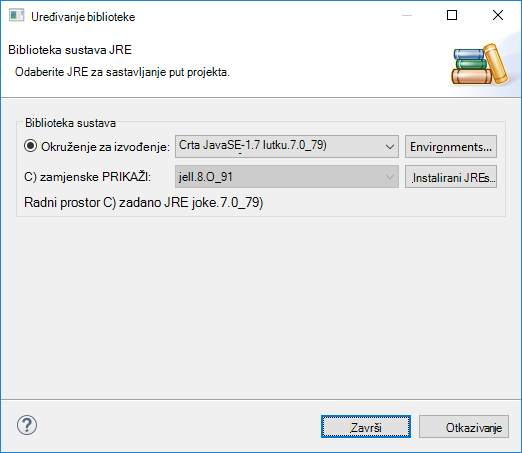 Uređivanje biblioteke
Biblioteka sustava JRE
Odaberite JRE za sastavljanje put projekta.
Biblioteka sustava
Okruženje za izvođenje: Crta JavaSE-1.7 lutku.7.0_79) Environments...
C) zamjenske PRIKAŽI: jell.8.O_91 Instalirani JREs...
Radni prostor C) zadano JRE joke.7.0_79)
? Završi Otkazivanje